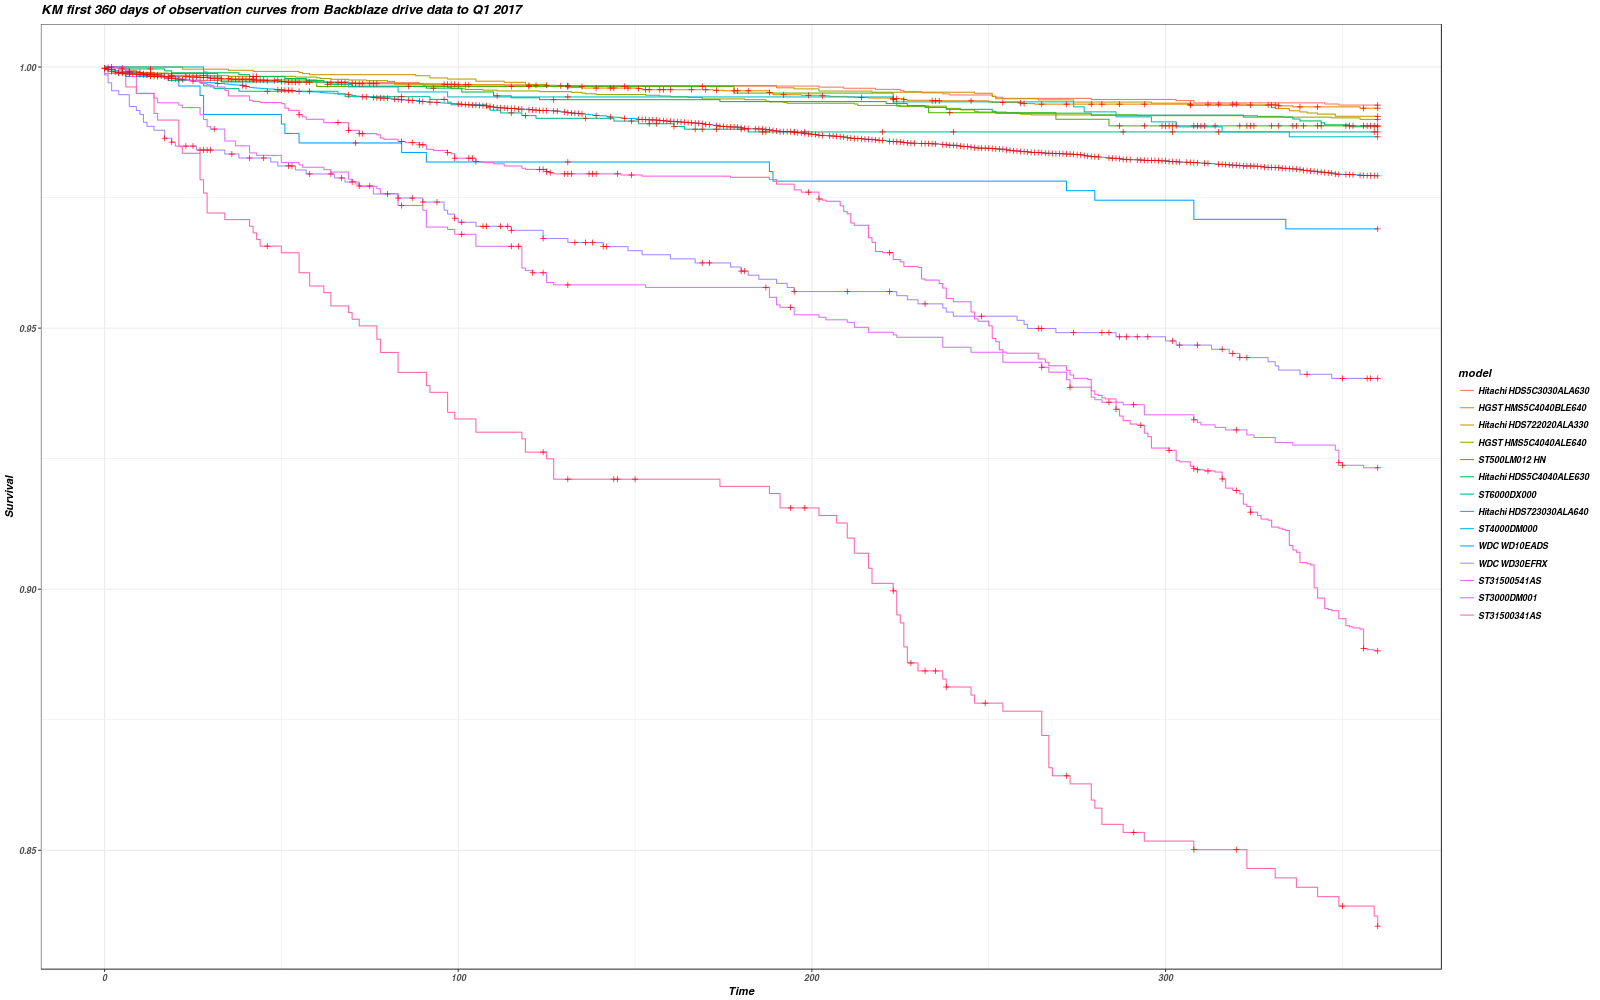 KM first 360 days of observation curves from Backblaze drive data to Q1 2017
1.00
0.95
0.90
0.85
Survival
0
100
200
300
Time
model
Hitachi HDS5C3030ALA630
HGST HMS5C4040BLE640
Hitachi HDS722020ALA330
HGST HMS5C4040ALE640
ST500LM012 HN
Hitachi HDS5C4040ALE630
ST6000DX000
Hitachi HDS723030ALA640
ST4000DM000
WDC WD10EADS
WDC WD30EFRX
ST31500541AS
ST3000DM001
ST31500341AS